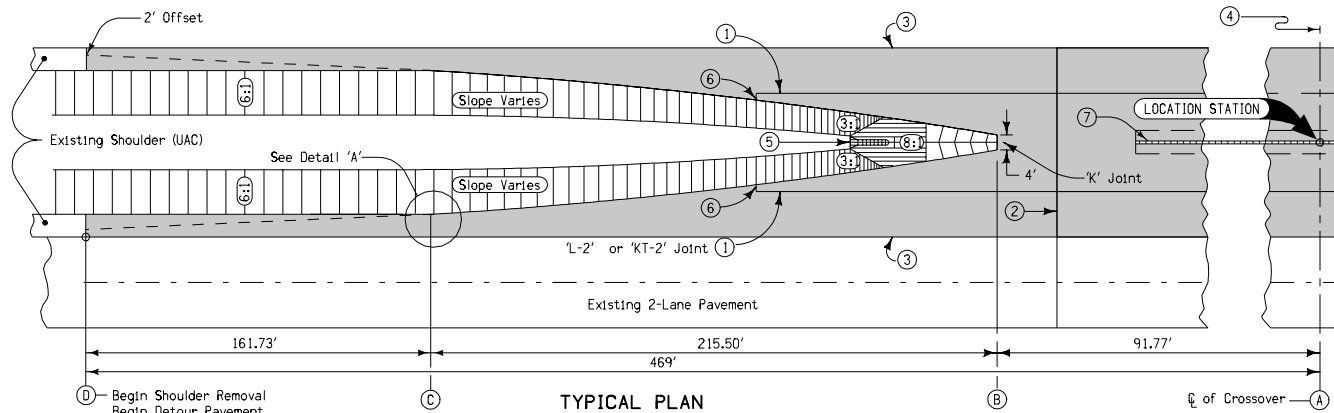 2' Offset
3
4
1
6
LOCATION STATION
6:1
Slope Varies
3:1
7
Existing Shoulder (UAC)
5
8:1
See Detail 'A'
3:1
'K' Joint
4'
6:1
Slope Varies
6
2
'L-2' or 'KT-2' Joint
1
3
Existing 2-Lane Pavement
161.73'
215.50'
91.77'
469'
D
Begin Shoulder Removal
Begin Detour Pavement
C
TYPICAL PLAN
B
℄ of Crossover
A